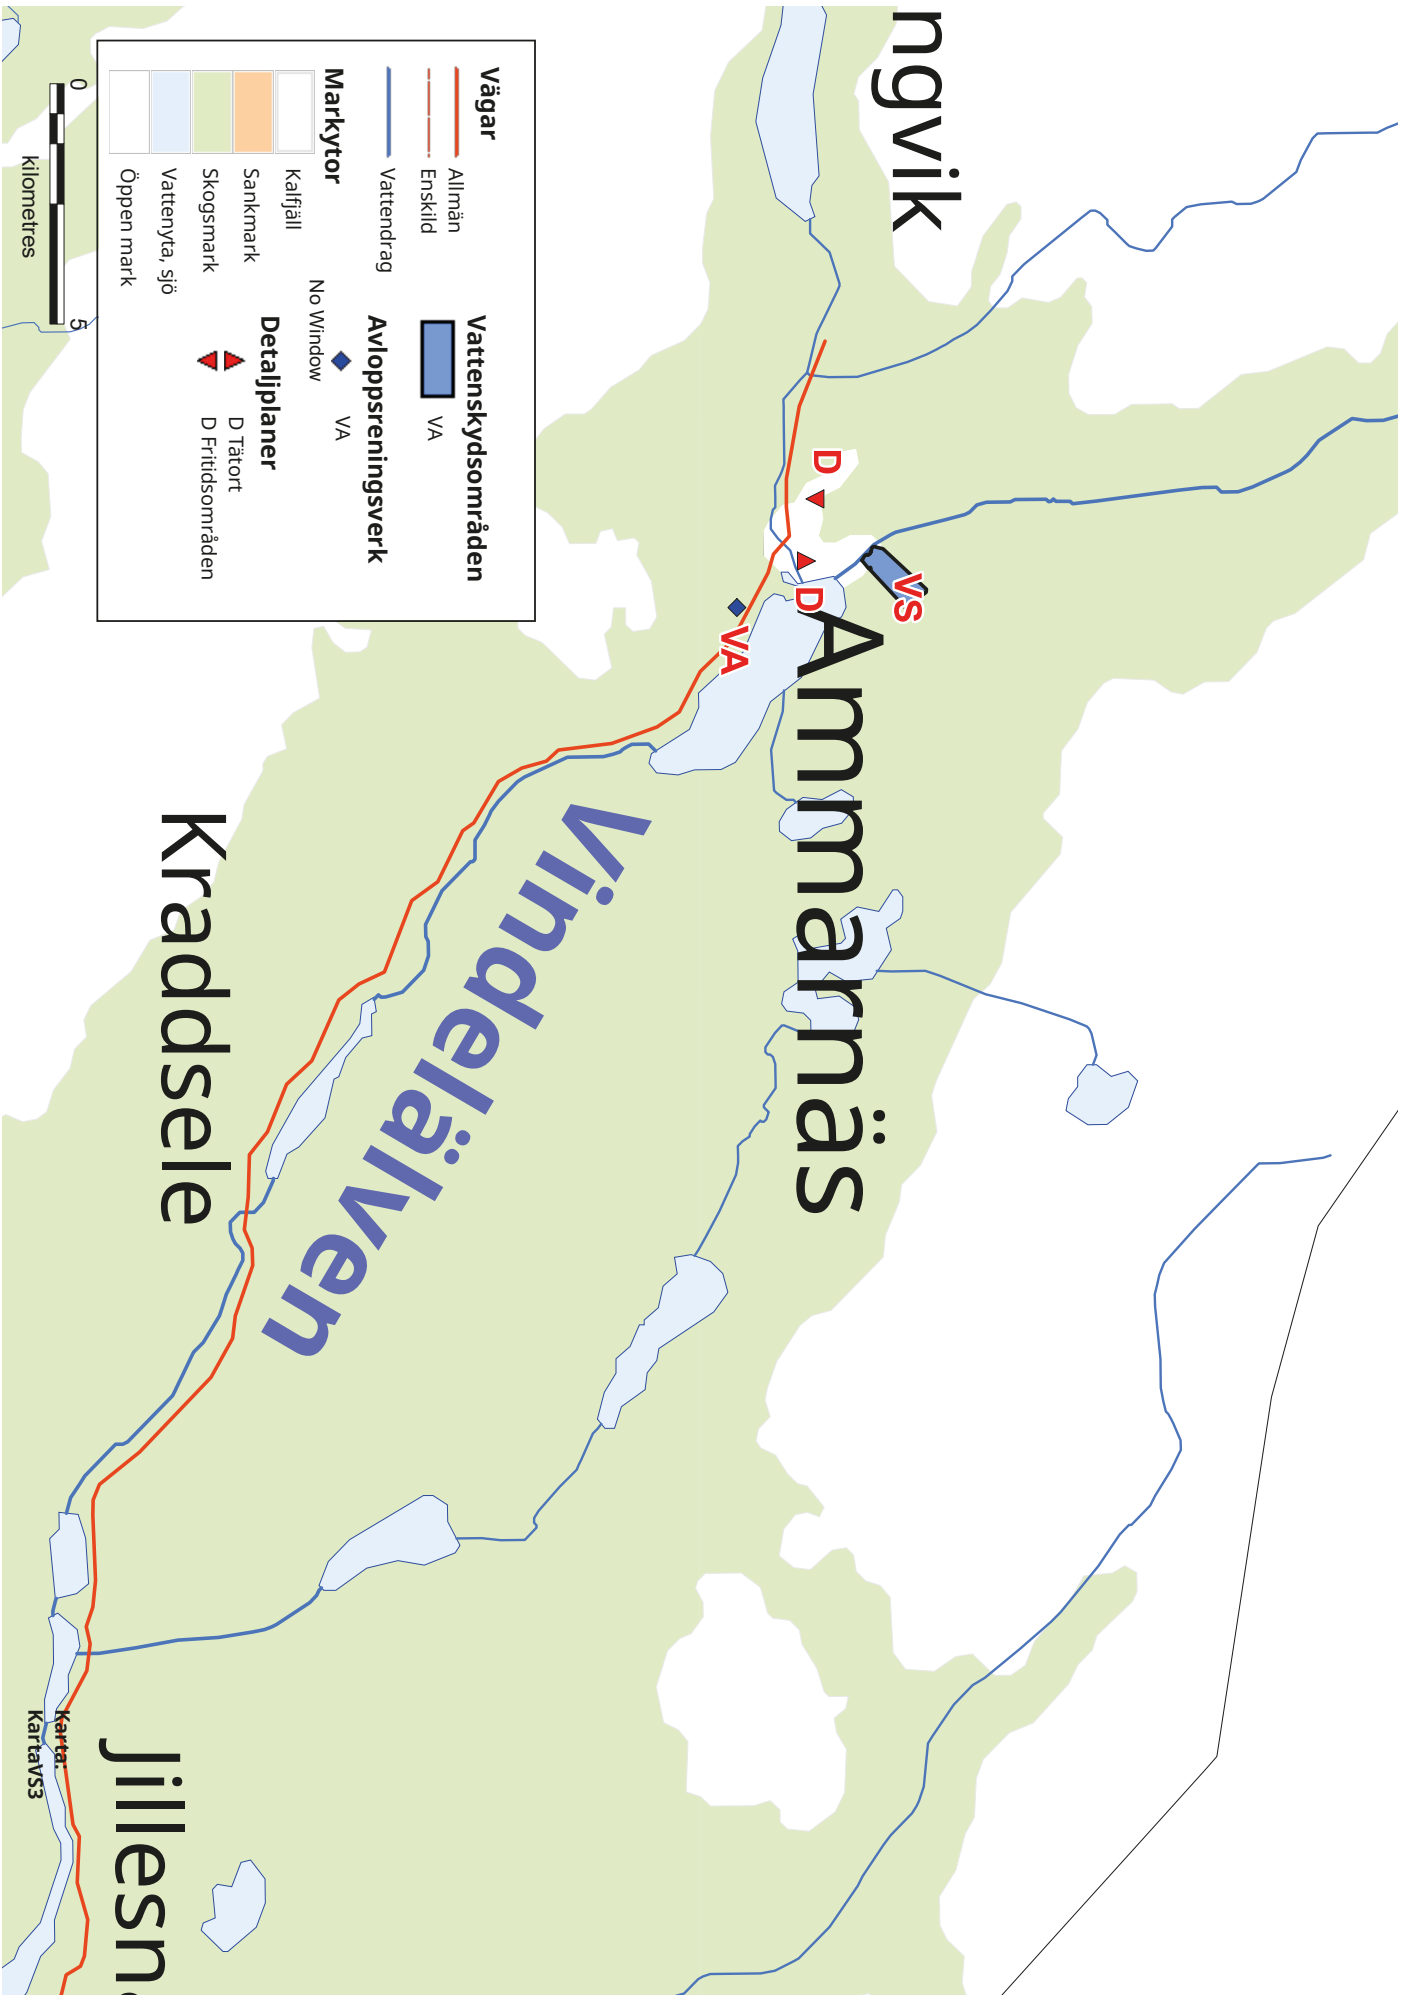 ngvik
Ammarnäs
Vindelälven
Kraddsele
Jillesn
D
D
VS
VA
Vägar
Allmän
Enskild
Vattendrag
Markytor
Kalfjäll
Sankmark
Skogsmark
Vattenyta, sjö
Öppen mark
Vattenskydsområden
VA
Avloppsreningsverk
VA
No Window
Detaljplaner
D Tätort
D Fritidsområden
0 5
kilometres
Karta:
KartaVS3